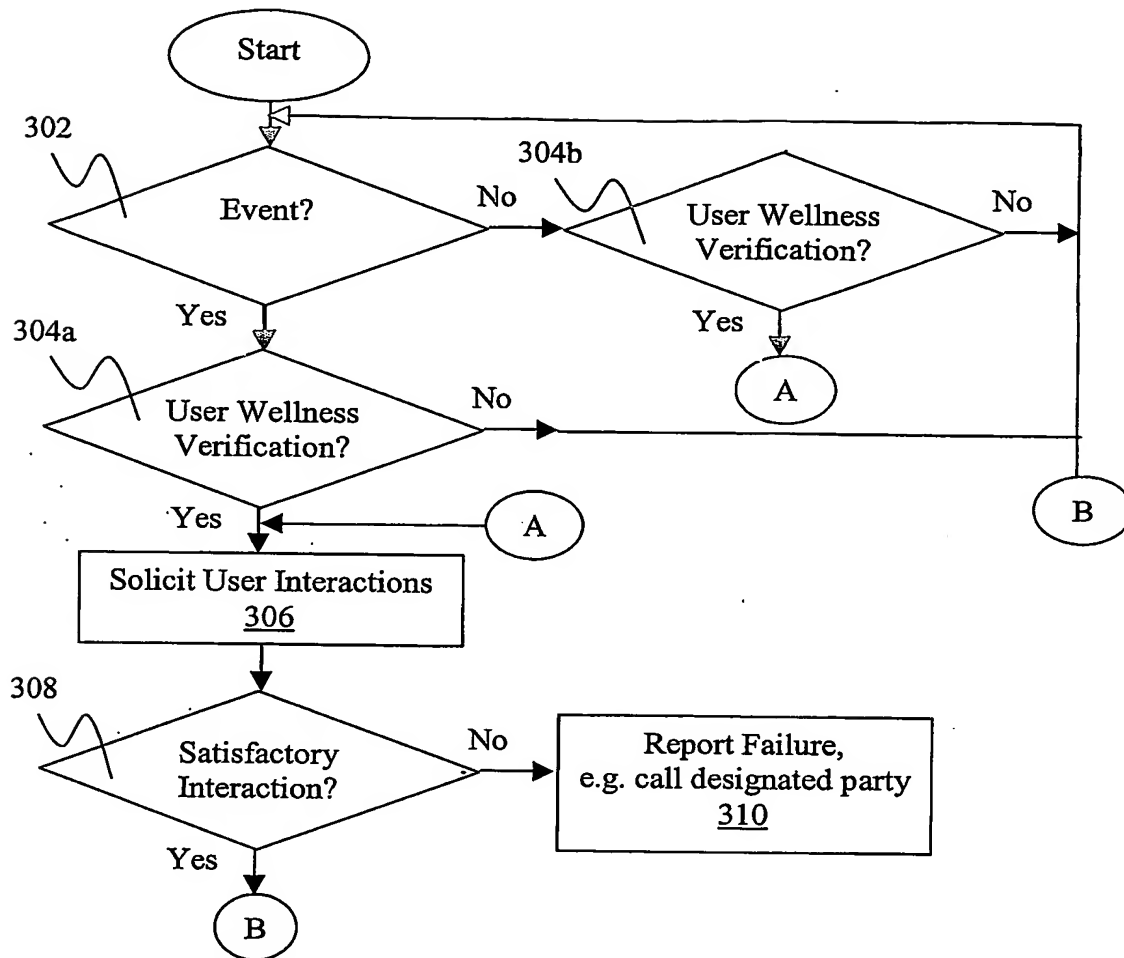 Start
302
304b
Event?
No
User Wellness
Verification?
No
Yes
Yes
304a
A
User Wellness
Verification?
No
B
Yes
A
Solicit User Interactions
306
308
Satisfactory
Interaction?
No
Report Failure,
e.g. call designated party
310
Yes
B